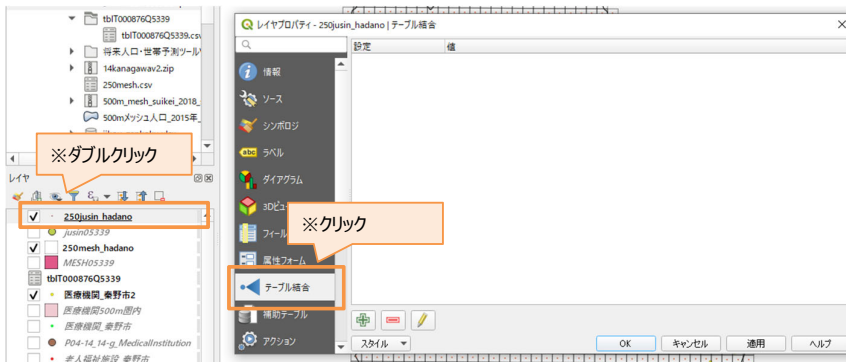 tblT000876Q5339
tblT000876Q5339.csv
将来人口・世帯予測ツール
14kanagawav2.zip
250mesh.csv
500m_mesh_suikei_2018_
500mメッシュ人口_2015年_
※ダブルクリック
レイヤ
250jusin_hadano
jusin05339
250mesh_hadano
MESH05339
tblT000876Q5339
医療機関_秦野市2
医療機関500m圏内
医療機関_秦野市
P04-14_14-g_MedicalInstitution
老人福祉施設_秦野市
レイヤプロパティ - 250jusin_hadano | テーブル結合
設定
値
情報
ソース
シンボロジ
abc ラベル
ダイアグラム
3Dビュー
※クリック
フィール
属性フォーム
テーブル結合
補助テーブル
アクション
スタイル
OK
キャンセル
適用
ヘルプ